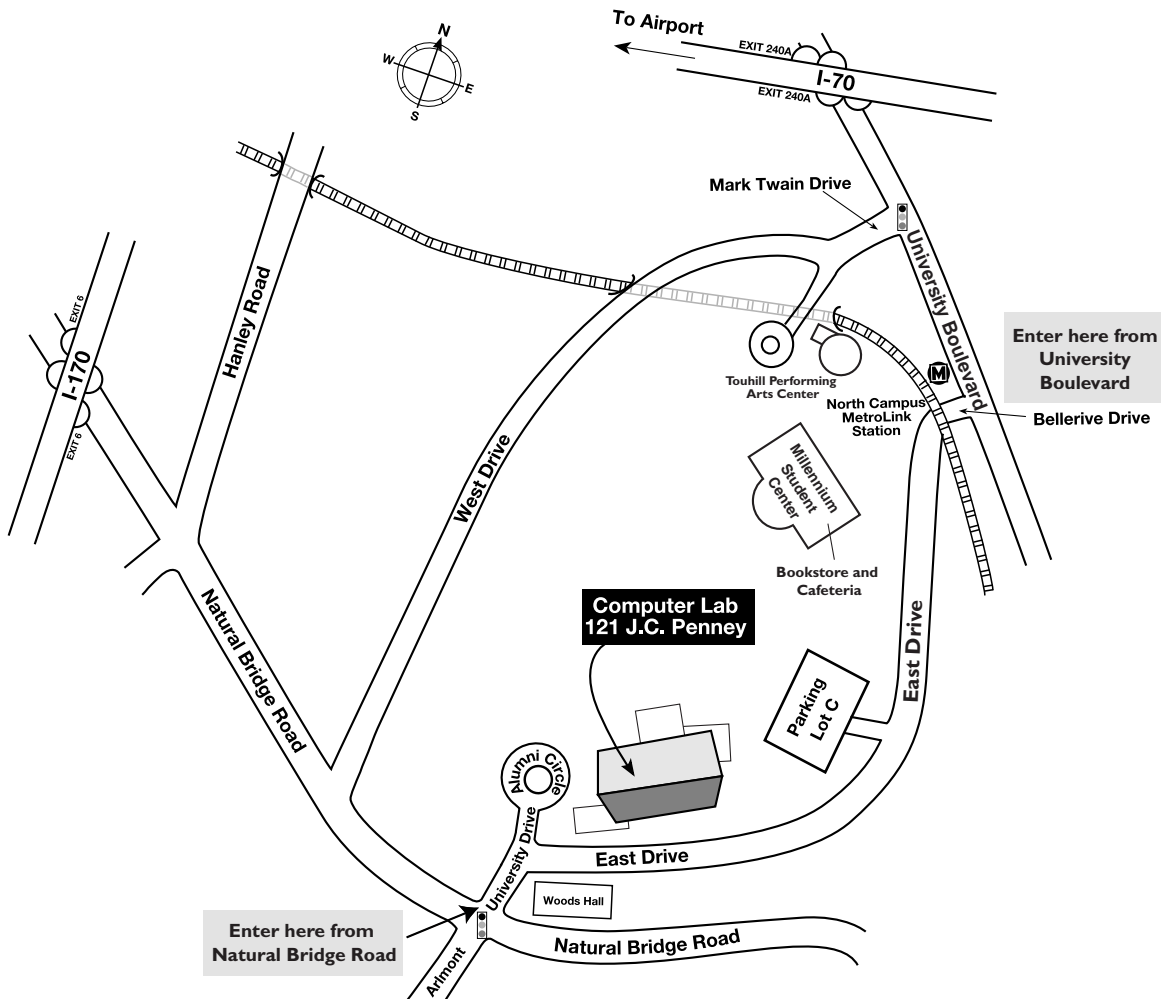 To Airport
N
W
E
S
EXIT 240A
I-70
EXIT 240A
Mark Twain Drive
University Boulevard
Hanley Road
EXIT 6
I-170
EXIT 6
Enter here from
University
Boulevard
Touhill Performing
Arts Center
M
North Campus
MetroLink
Station
Bellerive Drive
West Drive
Millennium
Student
Center
Bookstore and
Cafeteria
Computer Lab
121 J.C. Penney
Natural Bridge Road
East Drive
Parking
Lot C
Alumni Circle
University Drive
East Drive
Woods Hall
Enter here from
Natural Bridge Road
Natural Bridge Road
Arlmont